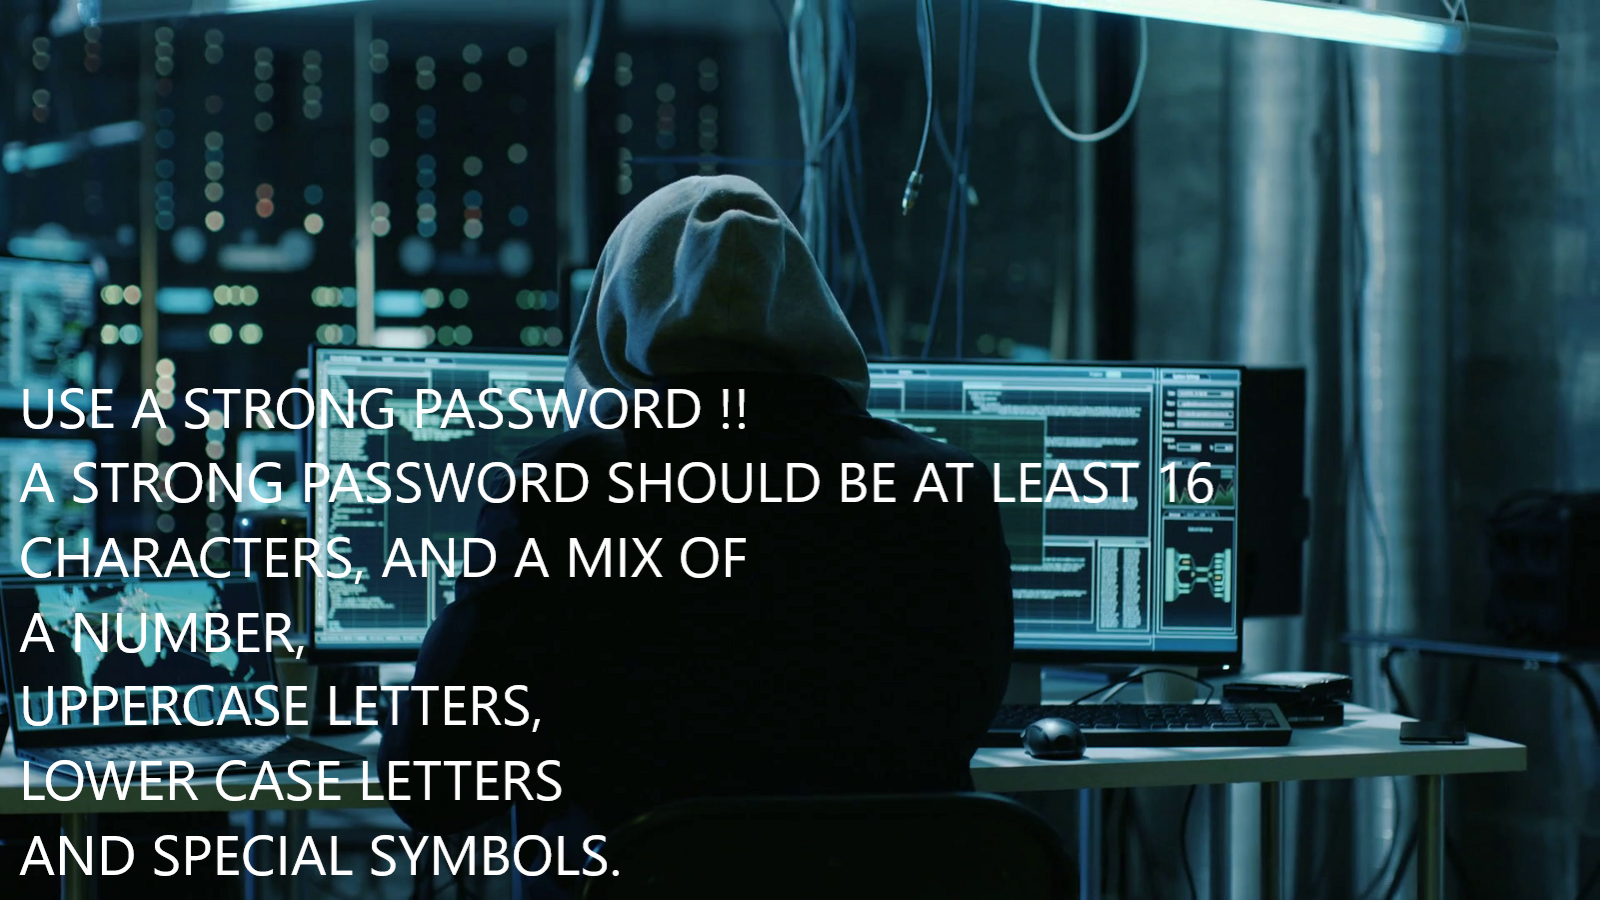 USE A STRONG PASSWORD !!
A STRONG PASSWORD SHOULD BE AT LEAST 16
CHARACTERS, AND A MIX OF
A NUMBER,
UPPERCASE LETTERS,
LOWER CASE LETTERS
AND SPECIAL SYMBOLS.